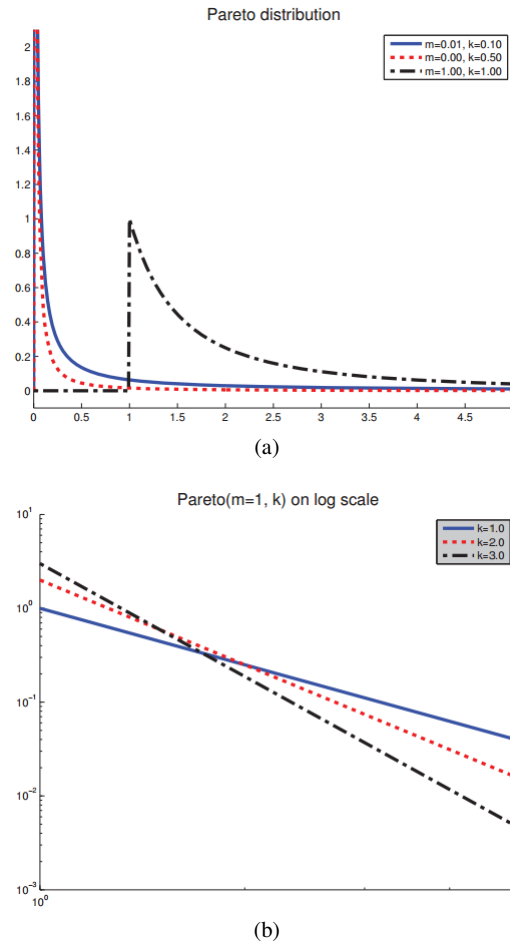 Pareto distribution
m=0.01, k=0.10
m=0.00, k=0.50
m=1.00, k=1.00
2
1.8
1.6
1.4
1.2
1
0.8
0.6
0.4
0.2
0
0 0.5 1 1.5 2 2.5 3 3.5 4 4.5
(a)
Pareto(m=1, k) on log scale
k=1.0
k=2.0
k=3.0
10^1
10^0
10^-1
10^-2
10^-3
10^0
(b)